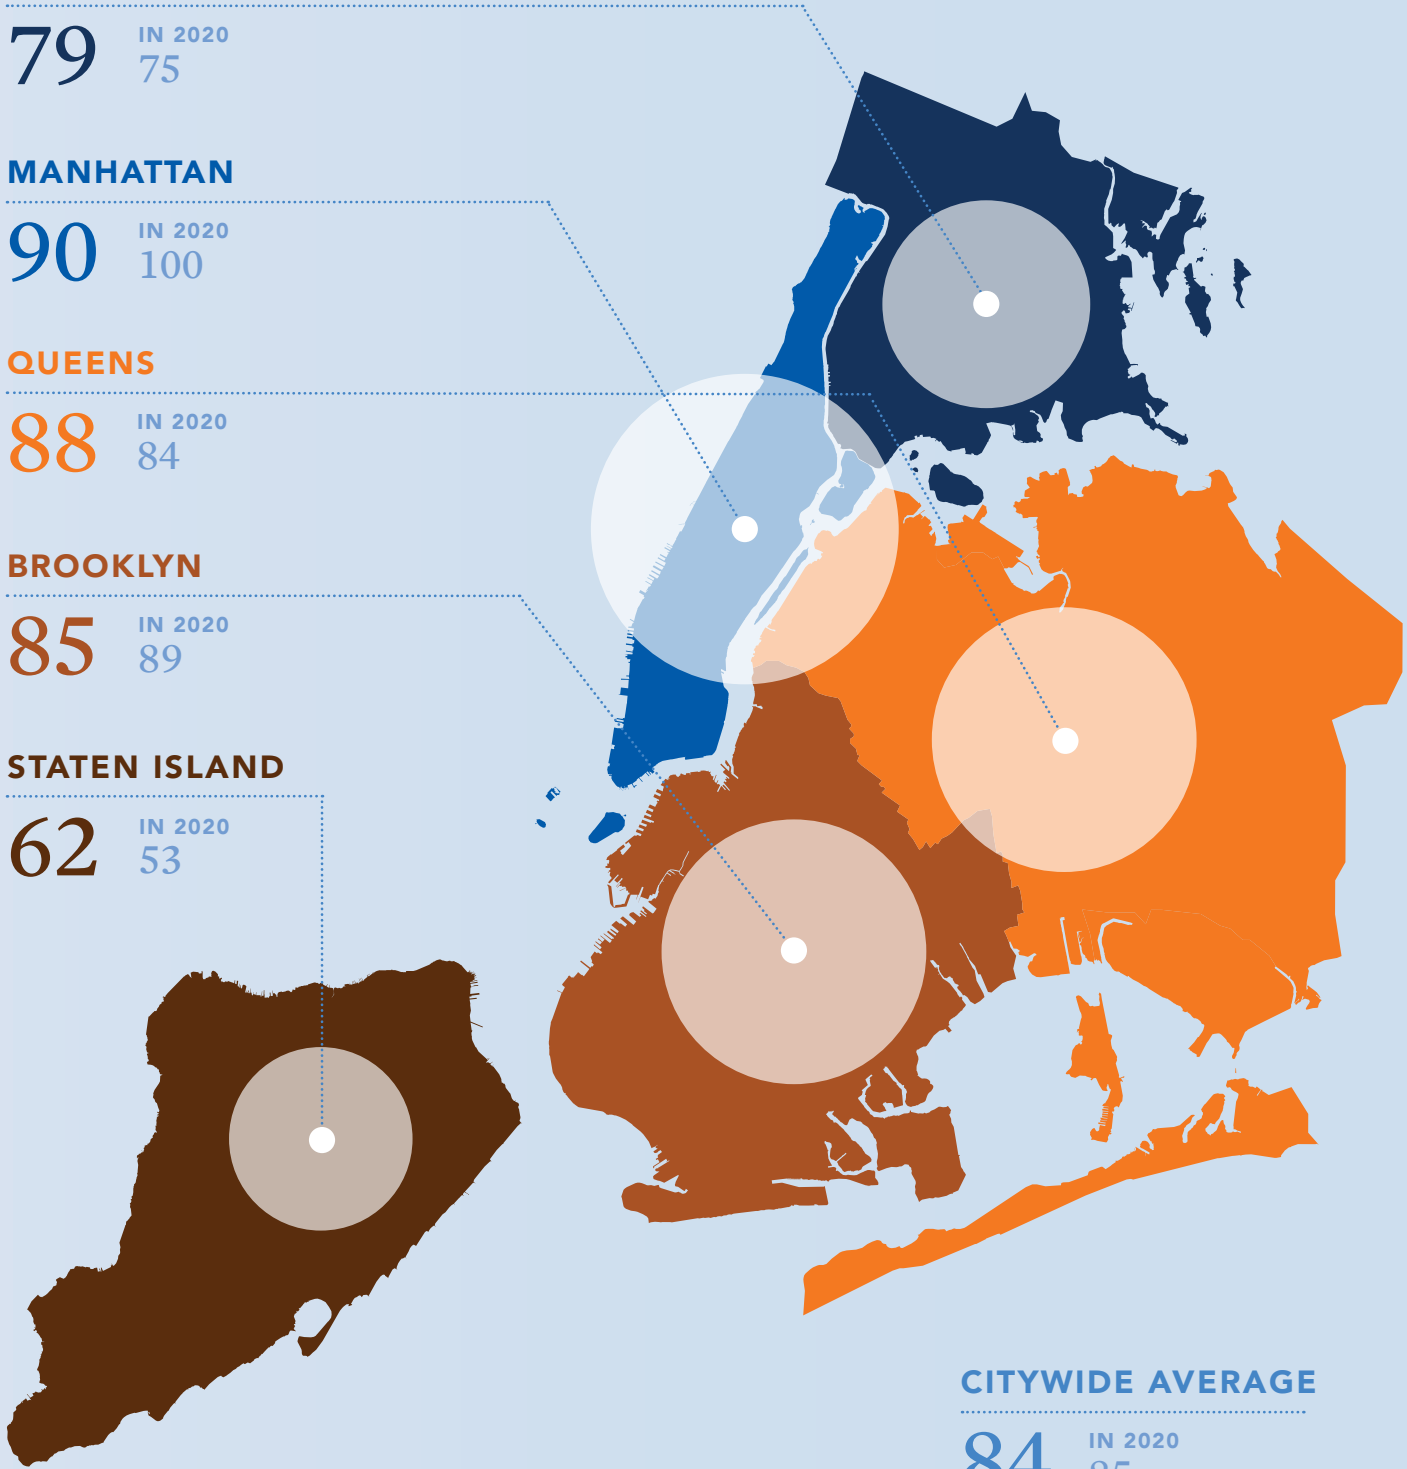 79 IN 2020
75
MANHATTAN
90 IN 2020
100
QUEENS
88 IN 2020
84
BROOKLYN
85 IN 2020
89
STATEN ISLAND
62 IN 2020
53
CITYWIDE AVERAGE
84 IN 2020